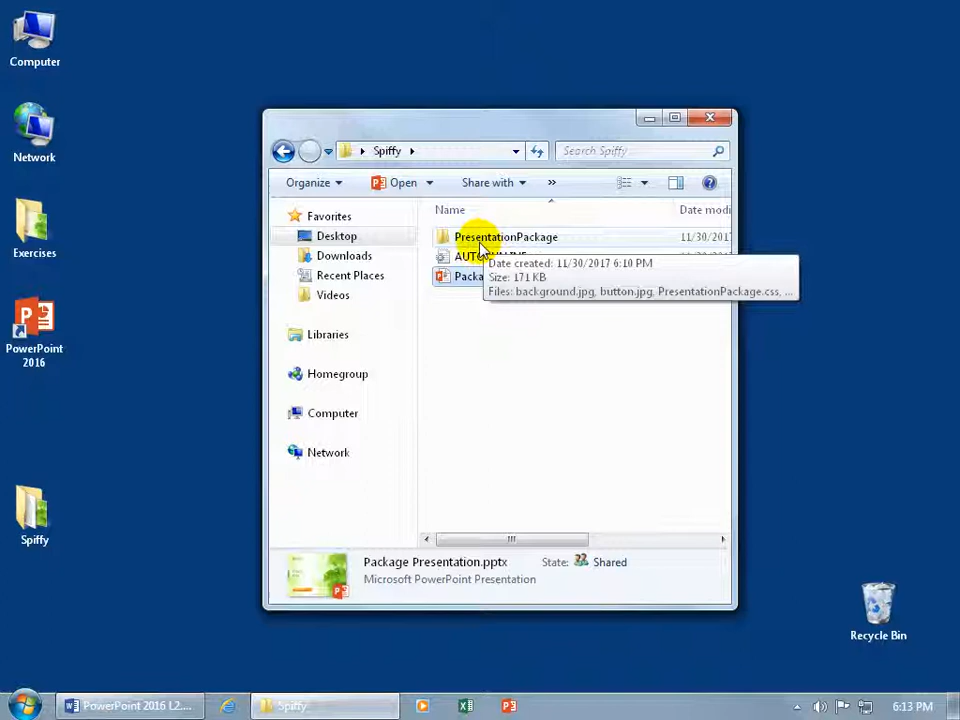 Computer
Network
Exercises
PowerPoint
2016
Spiffy
Spiffy
Search Spiffy
Organize
Open
Share with
»
Name
Date modi
Favorites
Desktop
Downloads
Recent Places
Videos
Libraries
Homegroup
Computer
Network
PresentationPackage
11/30/2017
Packa
Date created: 11/30/2017 6:10 PM
Size: 171 KB
Files: background.jpg, button.jpg, PresentationPackage.css, ...
Package Presentation.pptx
State:
Shared
Microsoft PowerPoint Presentation
Recycle Bin
PowerPoint 2016 L2....
Spiffy
6:13 PM